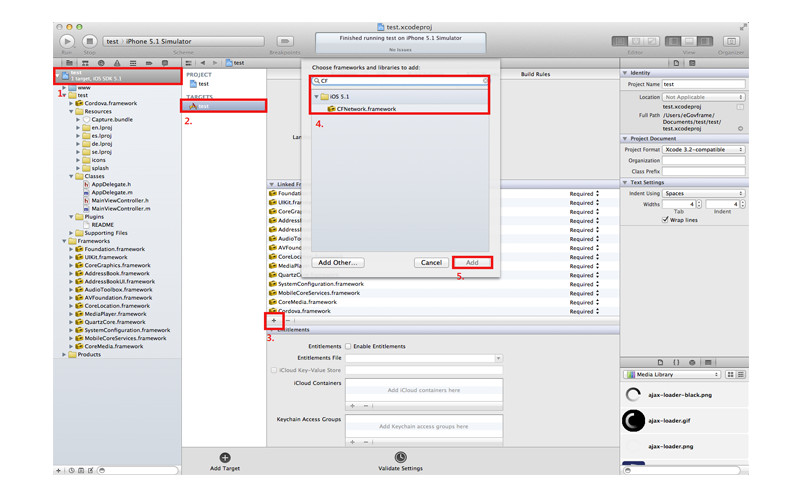 test.xcodeproj
test
iPhone 5.1 Simulator
Finished running test on iPhone 5.1 Simulator
No Issues
Run
Stop
Scheme
Breakpoints
Editor
View
Organizer
test
test
1 target, iOS SDK 5.1
1.
www
test
Cordova.framework
Resources
Capture.bundle
en.lproj
es.lproj
de.lproj
se.lproj
icons
splash
Classes
AppDelegate.h
AppDelegate.m
MainViewController.h
MainViewController.m
Plugins
README
Supporting Files
Frameworks
Foundation.framework
UIKit.framework
CoreGraphics.framework
AddressBook.framework
AddressBookUI.framework
AudioToolbox.framework
AVFoundation.framework
CoreLocation.framework
MediaPlayer.framework
QuartzCore.framework
SystemConfiguration.framework
MobileCoreServices.framework
CoreMedia.framework
Products
PROJECT
test
TARGETS
test
2.
Build Rules
Choose frameworks and libraries to add:
CF
iOS 5.1
CFNetwork.framework
4.
Add Other...
Cancel
Add
5.
Linked Fr
Foundat
Required
UIKit.fra
Required
CoreGra
Required
Address
Required
Address
Required
AudioTo
Required
AVFound
Required
CoreLoc
Required
MediaPla
Required
QuartzC
Required
SystemConfiguration.framework
Required
MobileCoreServices.framework
Required
CoreMedia.framework
Required
Cordova.framework
Required
+ −
3.
Entitlements
Entitlements
Enable Entitlements
Entitlements File
iCloud Key-Value Store
iCloud Containers
Add iCloud containers here
+ −
Keychain Access Groups
Add Keychain access groups here
+ −
Add Target
Validate Settings
Identity
Project Name
test
Location
Not Applicable
test.xcodeproj
Full Path
/Users/eGovframe/
Documents/test/test/
test.xcodeproj
Project Document
Project Format
Xcode 3.2-compatible
Organization
Class Prefix
Text Settings
Indent Using
Spaces
Widths
4
4
Tab
Indent
Wrap lines
Media Library
ajax-loader-black.png
ajax-loader.gif
ajax-loader.png